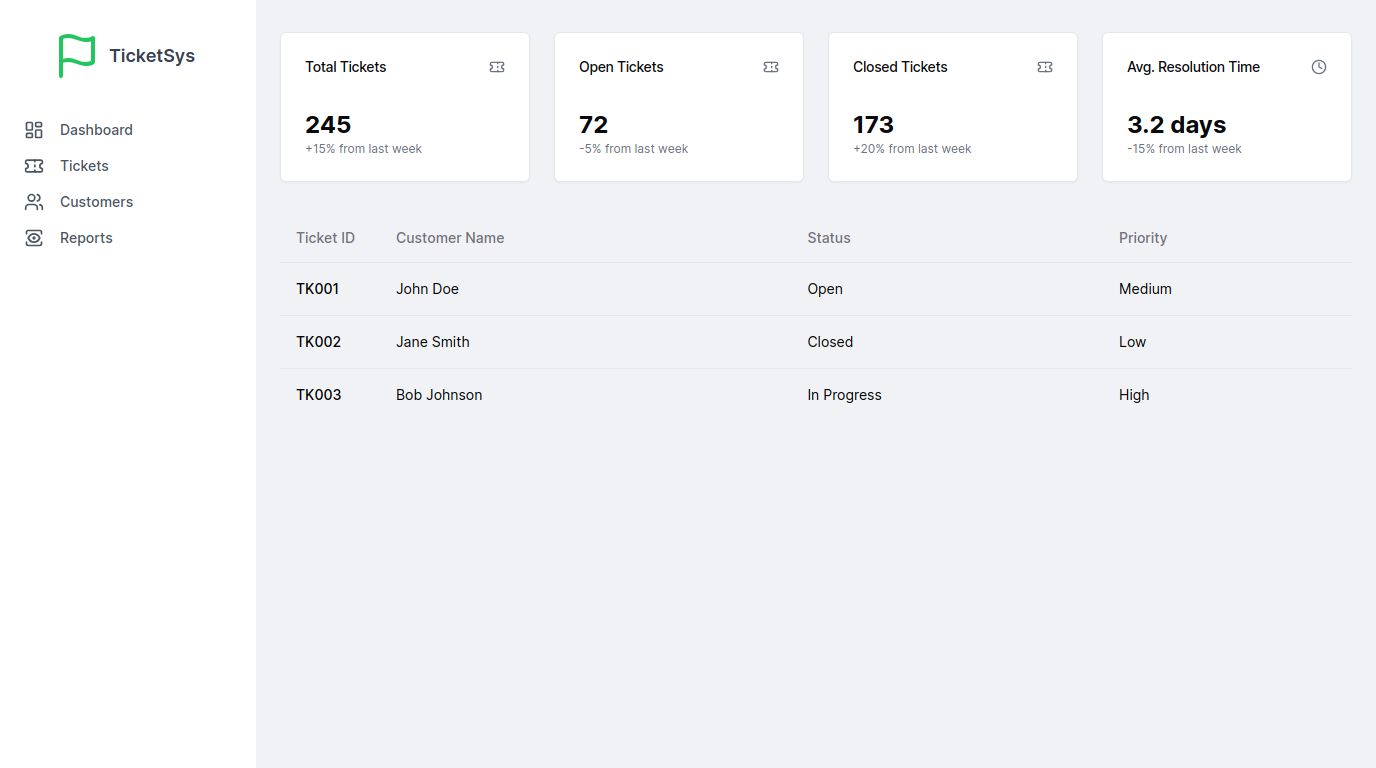 TicketSys
Dashboard
Tickets
Customers
Reports
Total Tickets
245
+15% from last week
Open Tickets
72
-5% from last week
Closed Tickets
173
+20% from last week
Avg. Resolution Time
3.2 days
-15% from last week
Ticket ID Customer Name Status Priority
TK001 John Doe Open Medium
TK002 Jane Smith Closed Low
TK003 Bob Johnson In Progress High